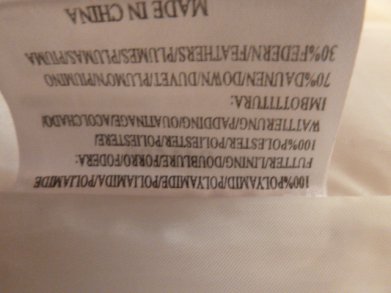 100%POLYAMID/POLYAMIDE/POLIAMIDA/POLIAMIDE
FUTTER/LINING/DOUBLURE/FORRO/FODERA:
100%POLYESTER/POLIESTER/POLIESTERE/
WATTIERUNG/PADDING/OUATINAGE/ACOLCHADO/
IMBOTTITURA:
70%DAUNEN/DOWN/DUVET/PLUMON/PIUMINO
30%FEDERN/FEATHERS/PLUMES/PLUMAS/PIUMA
MADE IN CHINA